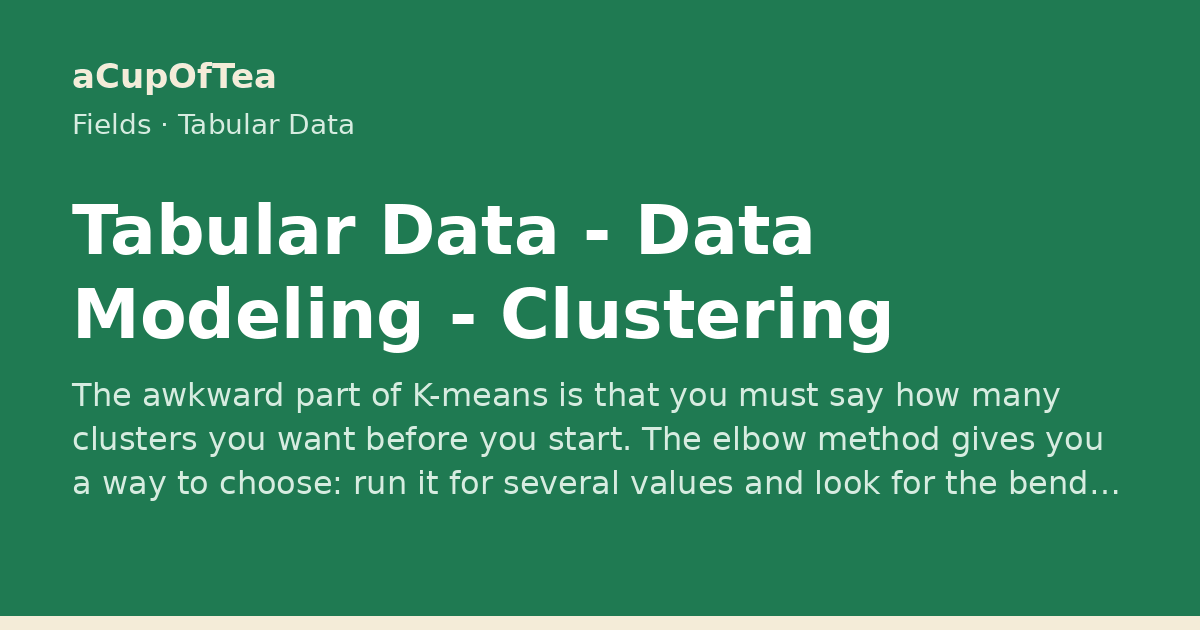 aCupOfTea
Fields · Tabular Data
Tabular Data - Data
Modeling - Clustering
The awkward part of K-means is that you must say how many
clusters you want before you start. The elbow method gives you
a way to choose: run it for several values and look for the bend…